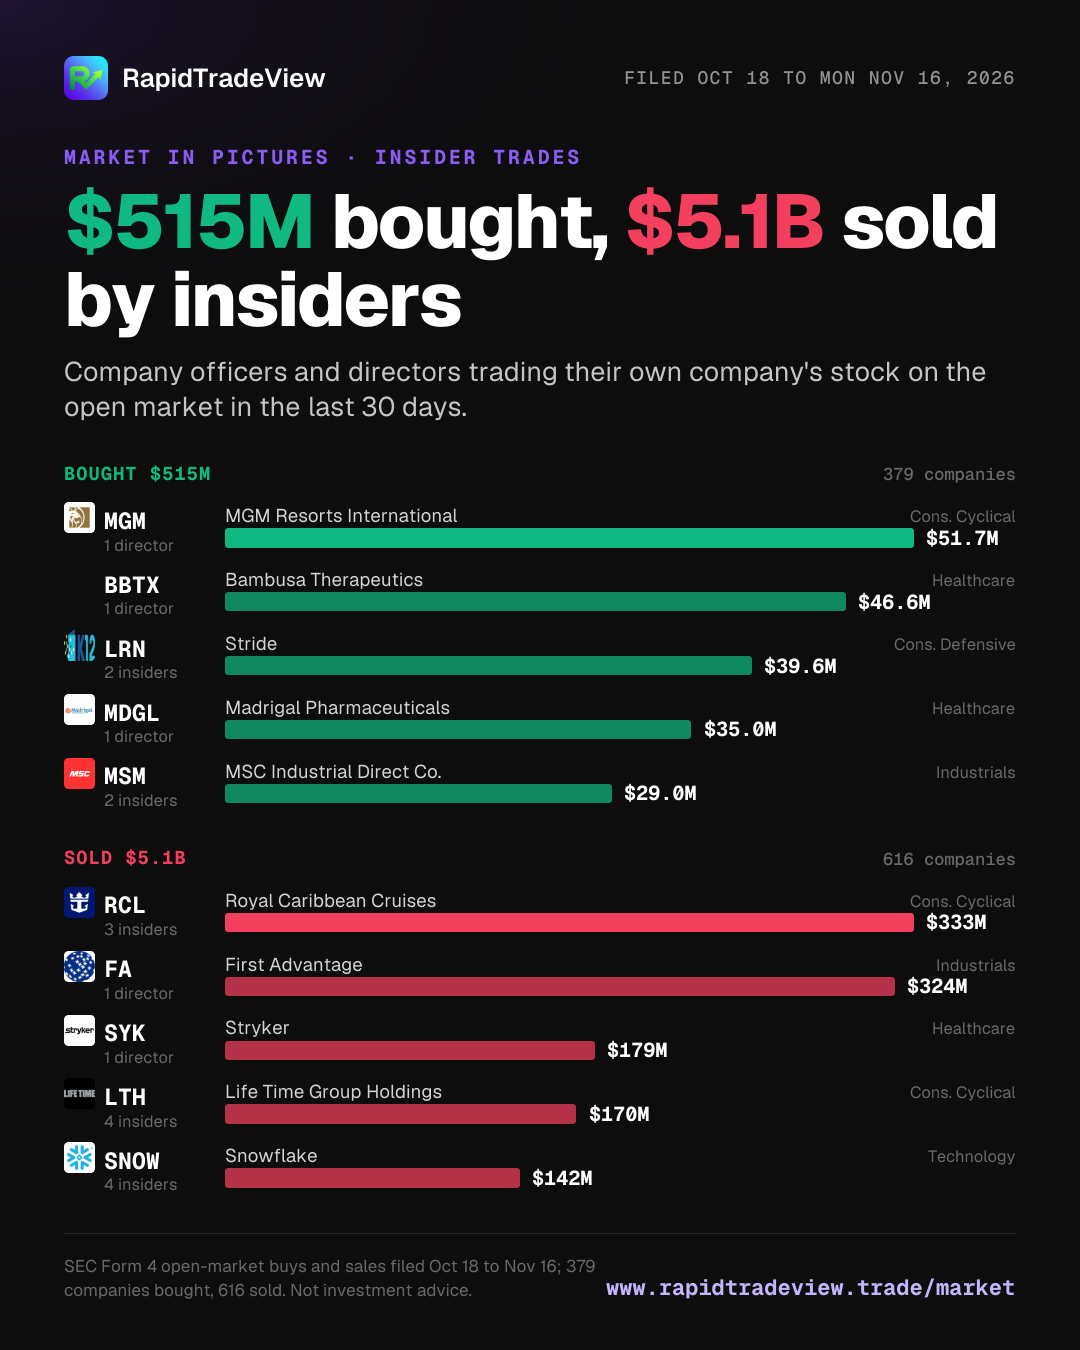 RapidTradeView
FILED OCT 18 TO MON NOV 16, 2026
MARKET IN PICTURES · INSIDER TRADES
$515M bought, $5.1B sold
by insiders
Company officers and directors trading their own company's stock on the
open market in the last 30 days.
BOUGHT $515M
379 companies
MGM
1 director
MGM Resorts International
Cons. Cyclical
$51.7M
BBTX
1 director
Bambusa Therapeutics
Healthcare
$46.6M
K12
LRN
2 insiders
Stride
Cons. Defensive
$39.6M
Madrigal
MDGL
1 director
Madrigal Pharmaceuticals
Healthcare
$35.0M
MSC
MSM
2 insiders
MSC Industrial Direct Co.
Industrials
$29.0M
SOLD $5.1B
616 companies
RCL
3 insiders
Royal Caribbean Cruises
Cons. Cyclical
$333M
FA
1 director
First Advantage
Industrials
$324M
stryker
SYK
1 director
Stryker
Healthcare
$179M
LIFE TIME
LTH
4 insiders
Life Time Group Holdings
Cons. Cyclical
$170M
SNOW
4 insiders
Snowflake
Technology
$142M
SEC Form 4 open-market buys and sales filed Oct 18 to Nov 16; 379
companies bought, 616 sold. Not investment advice.
www.rapidtradeview.trade/market